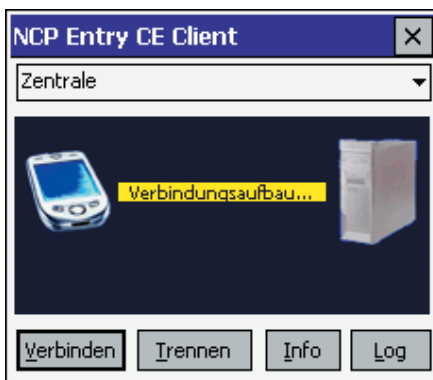 NCP Entry CE Client
Zentrale
Verbindungsaufbau...
Verbinden Trennen Info Log